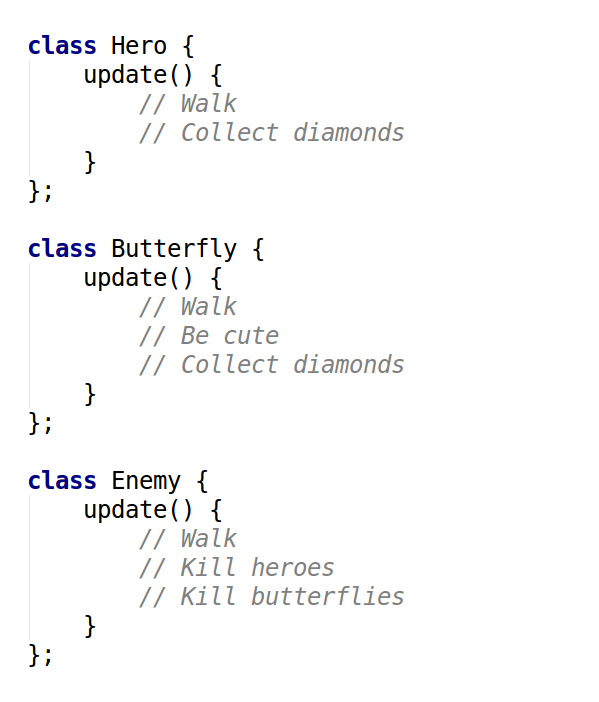 class Hero {
    update() {
        // Walk
        // Collect diamonds
    }
};
class Butterfly {
    update() {
        // Walk
        // Be cute
        // Collect diamonds
    }
};
class Enemy {
    update() {
        // Walk
        // Kill heroes
        // Kill butterflies
    }
};